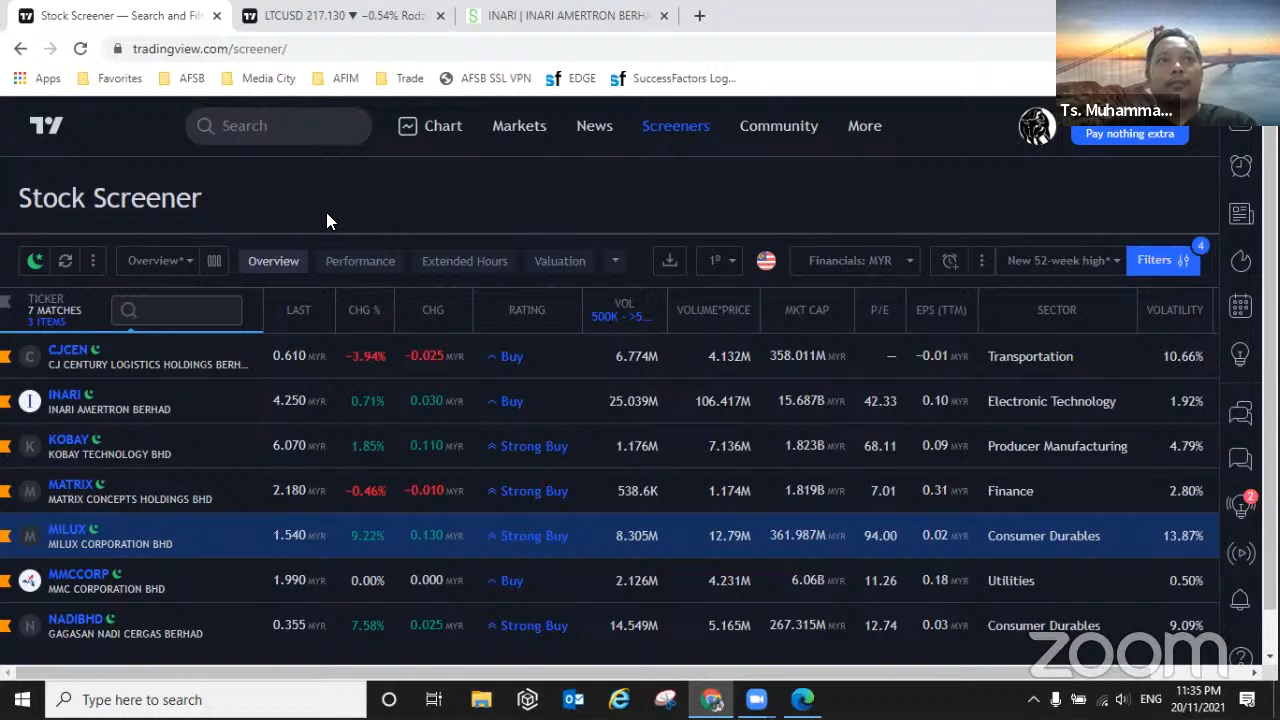 Stock Screener — Search and Filt
LTCUSD 217.130 ▼ −0.54% Rodz
INARI | INARI AMERTRON BERHA
tradingview.com/screener/
Apps Favorites AFSB Media City AFIM Trade AFSB SSL VPN EDGE SuccessFactors Log...
Ts. Muhamma...
Search Chart Markets News Screeners Community More
Pay nothing extra
Stock Screener
Overview* Overview Performance Extended Hours Valuation 1D Financials: MYR New 52-week high* Filters 4
TICKER LAST CHG % CHG RATING VOL VOLUME*PRICE MKT CAP P/E EPS (TTM) SECTOR VOLATILITY
7 MATCHES 500K - >5...
3 ITEMS
C CJCEN 0.610 MYR −3.94% −0.025 MYR Buy 6.774M 4.132M 358.011M MYR — −0.01 MYR Transportation 10.66%
CJ CENTURY LOGISTICS HOLDINGS BERH...
I INARI 4.250 MYR 0.71% 0.030 MYR Buy 25.039M 106.417M 15.687B MYR 42.33 0.10 MYR Electronic Technology 1.92%
INARI AMERTRON BERHAD
K KOBAY 6.070 MYR 1.85% 0.110 MYR Strong Buy 1.176M 7.136M 1.823B MYR 68.11 0.09 MYR Producer Manufacturing 4.79%
KOBAY TECHNOLOGY BHD
M MATRIX 2.180 MYR −0.46% −0.010 MYR Strong Buy 538.6K 1.174M 1.819B MYR 7.01 0.31 MYR Finance 2.80%
MATRIX CONCEPTS HOLDINGS BHD
M MILUX 1.540 MYR 9.22% 0.130 MYR Strong Buy 8.305M 12.79M 361.987M MYR 94.00 0.02 MYR Consumer Durables 13.87%
MILUX CORPORATION BHD
MMCCORP 1.990 MYR 0.00% 0.000 MYR Buy 2.126M 4.231M 6.06B MYR 11.26 0.18 MYR Utilities 0.50%
MMC CORPORATION BHD
N NADIBHD 0.355 MYR 7.58% 0.025 MYR Strong Buy 14.549M 5.165M 267.315M MYR 12.74 0.03 MYR Consumer Durables 9.09%
GAGASAN NADI CERGAS BERHAD
2
zoom
Type here to search
ENG
11:35 PM
20/11/2021